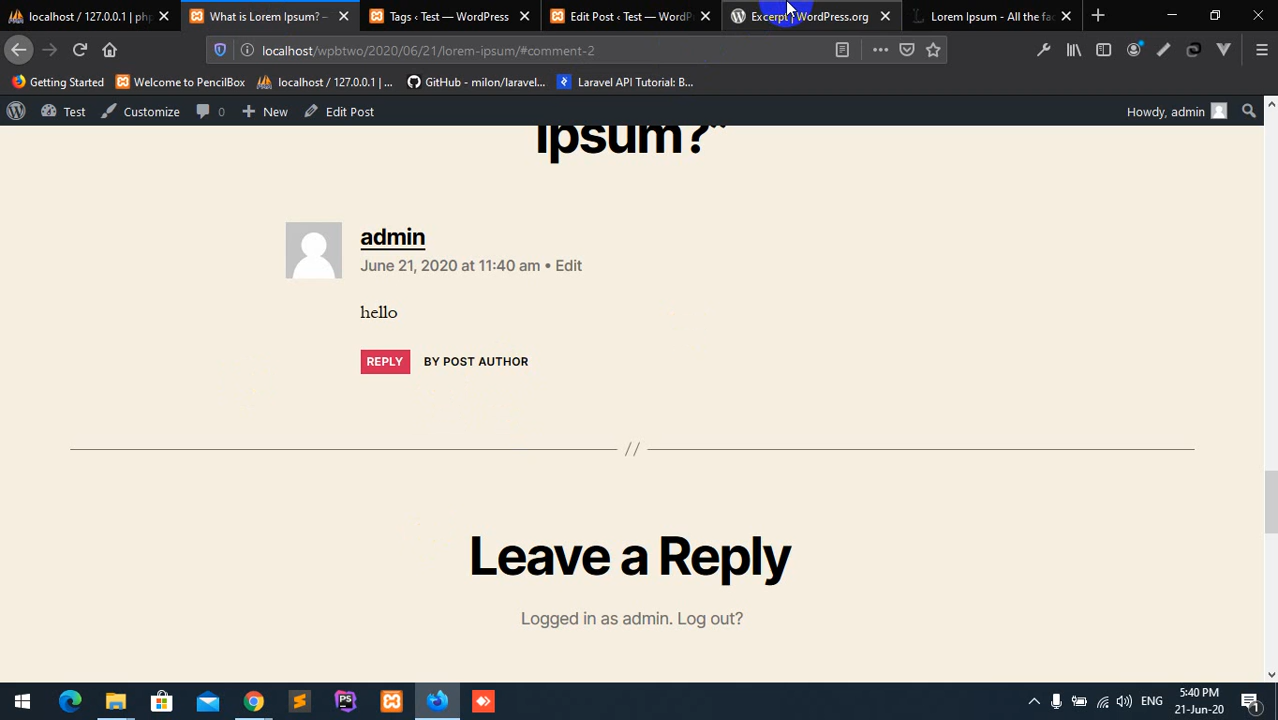 localhost / 127.0.0.1 | php
What is Lorem Ipsum? –
Tags ‹ Test — WordPress
Edit Post ‹ Test — WordP
Excerpt | WordPress.org
Lorem Ipsum - All the fac
localhost/wpbtwo/2020/06/21/lorem-ipsum/#comment-2
Getting Started
Welcome to PencilBox
localhost / 127.0.0.1 | ...
GitHub - milon/laravel...
Laravel API Tutorial: B...
Test
Customize
0
New
Edit Post
Howdy, admin
Ipsum?”
admin
June 21, 2020 at 11:40 am • Edit
hello
REPLY
BY POST AUTHOR
//
Leave a Reply
Logged in as admin. Log out?
ENG
5:40 PM
21-Jun-20
1